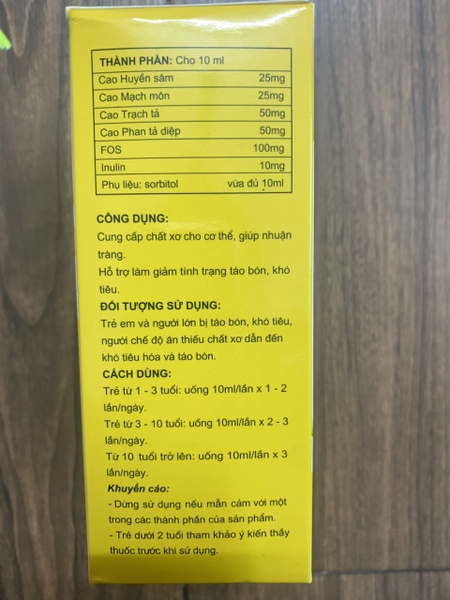 THÀNH PHẦN: Cho 10 ml
Cao Huyền sâm 25mg
Cao Mạch môn 25mg
Cao Trạch tả 50mg
Cao Phan tả diệp 50mg
FOS 100mg
Inulin 10mg
Phụ liệu: sorbitol vừa đủ 10ml
CÔNG DỤNG:
Cung cấp chất xơ cho cơ thể, giúp nhuận
tràng.
Hỗ trợ làm giảm tình trạng táo bón, khó
tiêu.
ĐỐI TƯỢNG SỬ DỤNG:
Trẻ em và người lớn bị táo bón, khó tiêu,
người chế độ ăn thiếu chất xơ dẫn đến
khó tiêu hóa và táo bón.
CÁCH DÙNG:
Trẻ từ 1 - 3 tuổi: uống 10ml/lần x 1 - 2
lần/ngày.
Trẻ từ 3 - 10 tuổi: uống 10ml/lần x 2 - 3
lần/ngày.
Từ 10 tuổi trở lên: uống 10ml/lần x 3
lần/ngày.
Khuyến cáo:
- Dừng sử dụng nếu mẫn cảm với một
trong các thành phần của sản phẩm.
- Trẻ dưới 2 tuổi tham khảo ý kiến thầy
thuốc trước khi sử dụng.